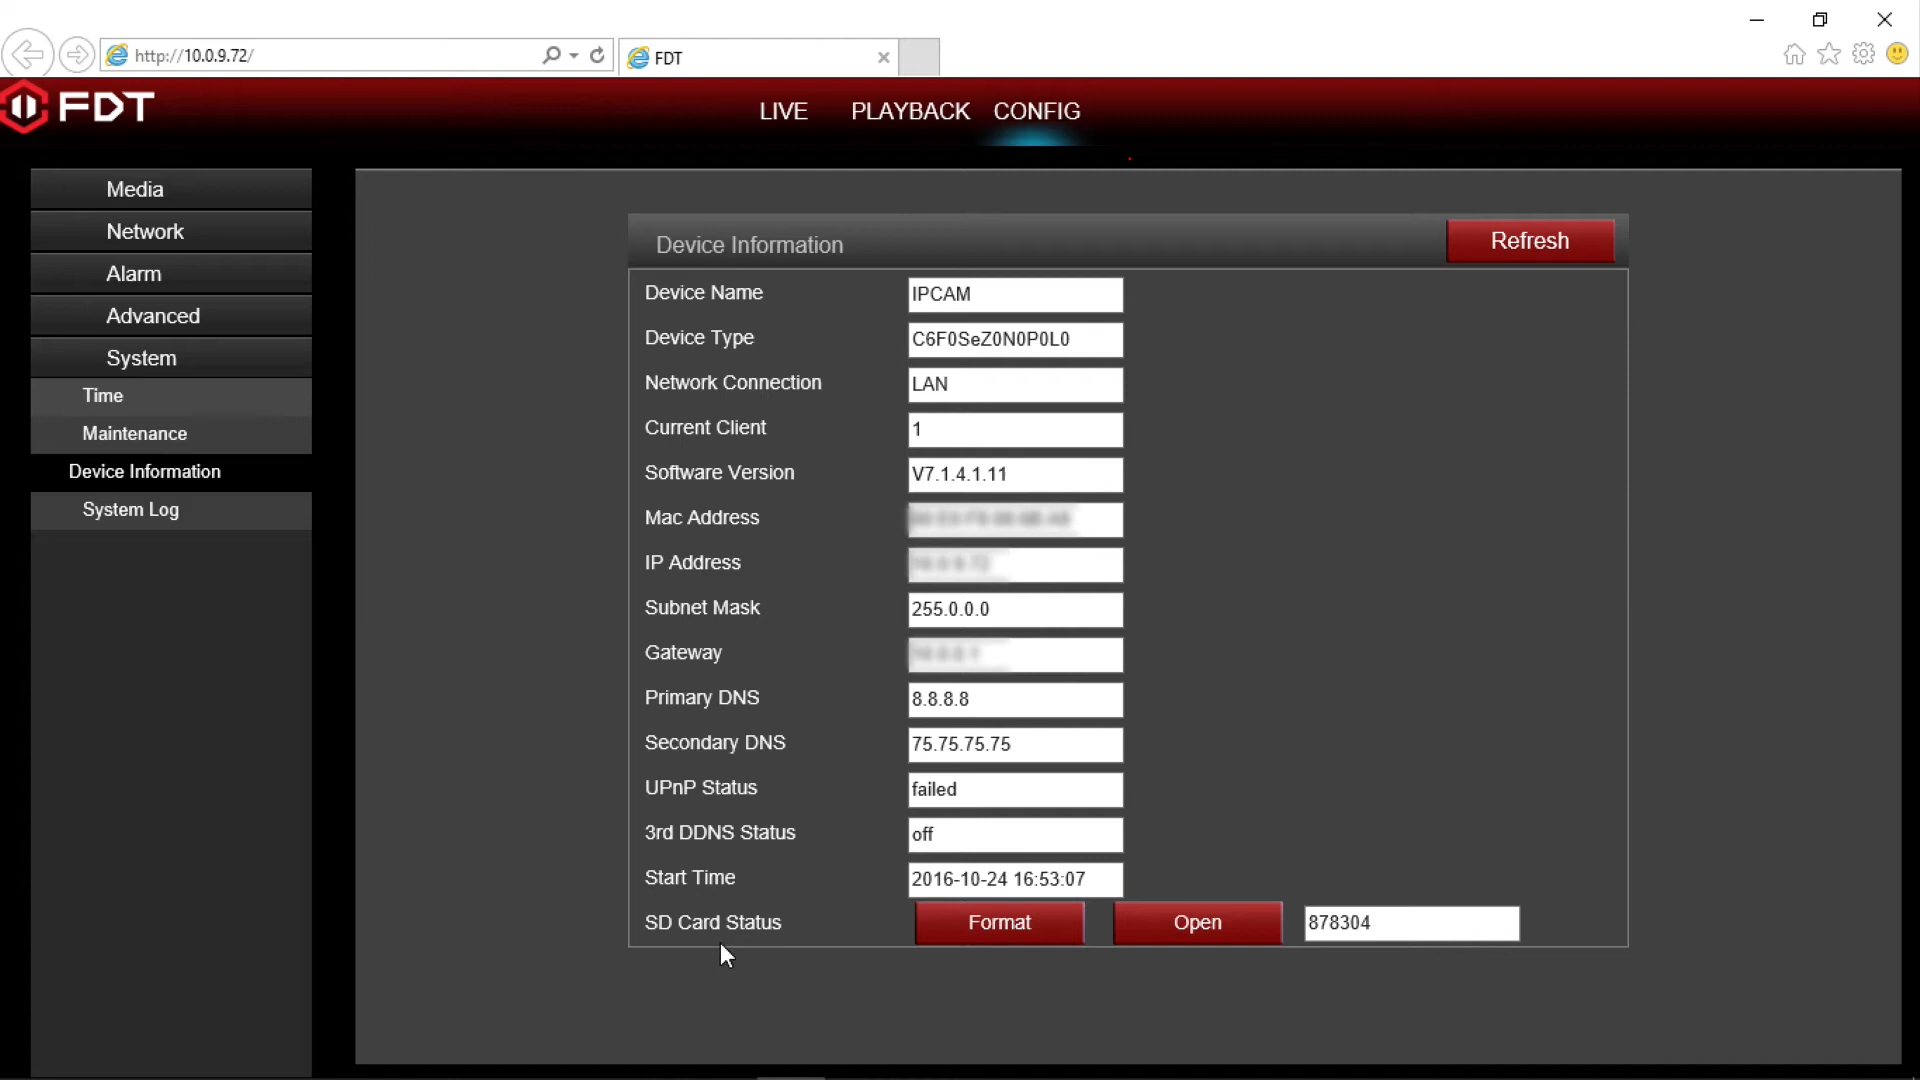 http://10.0.9.72/
FDT
FDT
LIVE PLAYBACK CONFIG
Media
Network
Alarm
Advanced
System
Time
Maintenance
Device Information
System Log
Device Information Refresh
Device Name IPCAM
Device Type C6F0SeZ0N0P0L0
Network Connection LAN
Current Client 1
Software Version V7.1.4.1.11
Mac Address
IP Address
Subnet Mask 255.0.0.0
Gateway
Primary DNS 8.8.8.8
Secondary DNS 75.75.75.75
UPnP Status failed
3rd DDNS Status off
Start Time 2016-10-24 16:53:07
SD Card Status Format Open 878304